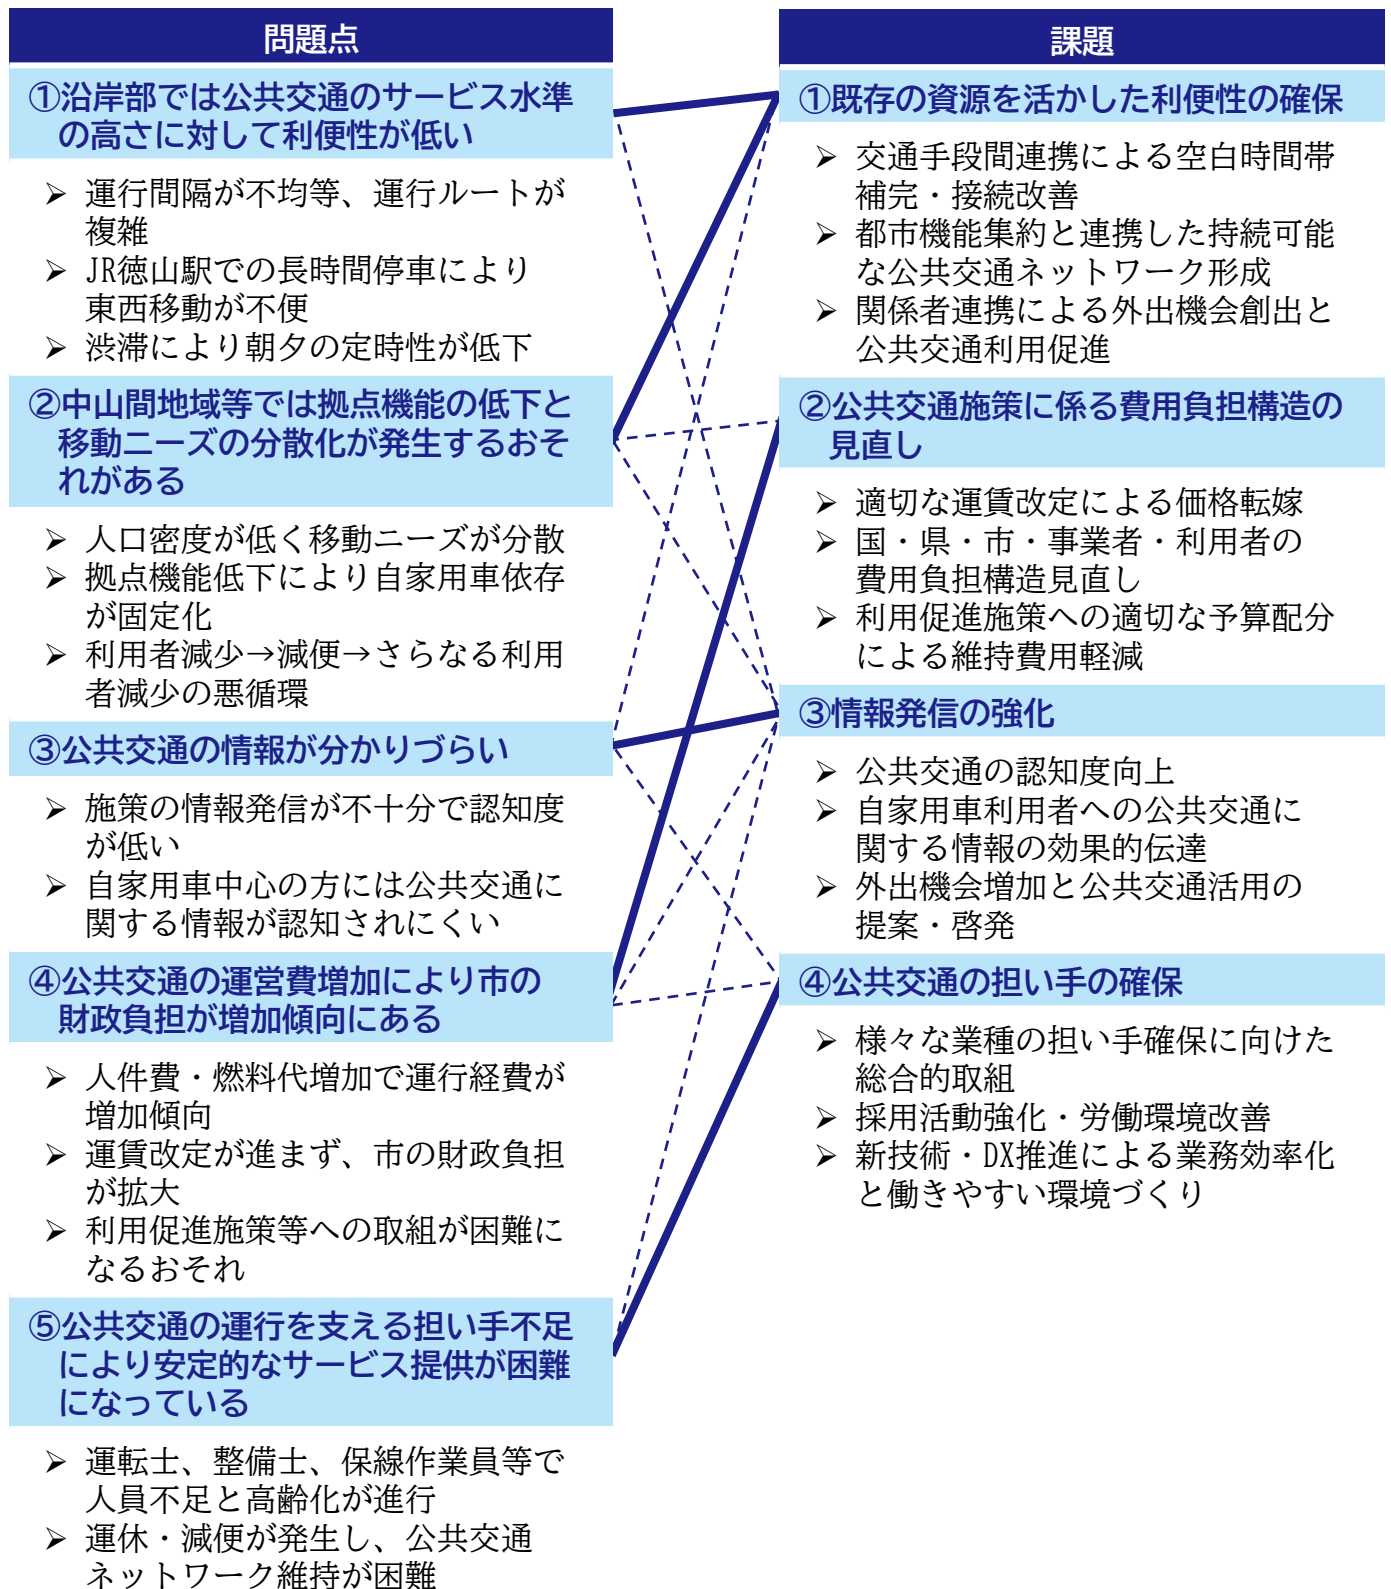 問題点
①沿岸部では公共交通のサービス水準
の高さに対して利便性が低い
➢ 運行間隔が不均等、運行ルートが
複雑
➢ JR徳山駅での長時間停車により
東西移動が不便
➢ 渋滞により朝夕の定時性が低下
②中山間地域等では拠点機能の低下と
移動ニーズの分散化が発生するおそ
れがある
➢ 人口密度が低く移動ニーズが分散
➢ 拠点機能低下により自家用車依存
が固定化
➢ 利用者減少→減便→さらなる利用
者減少の悪循環
③公共交通の情報が分かりづらい
➢ 施策の情報発信が不十分で認知度
が低い
➢ 自家用車中心の方には公共交通に
関する情報が認知されにくい
④公共交通の運営費増加により市の
財政負担が増加傾向にある
➢ 人件費・燃料代増加で運行経費が
増加傾向
➢ 運賃改定が進まず、市の財政負担
が拡大
➢ 利用促進施策等への取組が困難に
なるおそれ
⑤公共交通の運行を支える担い手不足
により安定的なサービス提供が困難
になっている
➢ 運転士、整備士、保線作業員等で
人員不足と高齢化が進行
➢ 運休・減便が発生し、公共交通
ネットワーク維持が困難
課題
①既存の資源を活かした利便性の確保
➢ 交通手段間連携による空白時間帯
補完・接続改善
➢ 都市機能集約と連携した持続可能
な公共交通ネットワーク形成
➢ 関係者連携による外出機会創出と
公共交通利用促進
②公共交通施策に係る費用負担構造の
見直し
➢ 適切な運賃改定による価格転嫁
➢ 国・県・市・事業者・利用者の
費用負担構造見直し
➢ 利用促進施策への適切な予算配分
による維持費用軽減
③情報発信の強化
➢ 公共交通の認知度向上
➢ 自家用車利用者への公共交通に
関する情報の効果的伝達
➢ 外出機会増加と公共交通活用の
提案・啓発
④公共交通の担い手の確保
➢ 様々な業種の担い手確保に向けた
総合的取組
➢ 採用活動強化・労働環境改善
➢ 新技術・DX推進による業務効率化
と働きやすい環境づくり